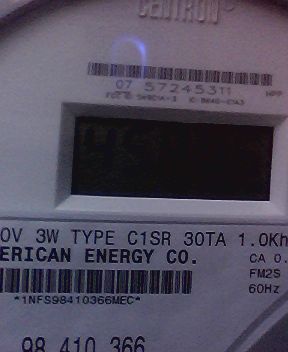 CENTRON
07 57245311
0V 3W TYPE C1SR 30TA 1.0Kh
ERICAN ENERGY CO.
CA 0.
FM2S
*1NFS98410366MEC*
60Hz
98 410 366